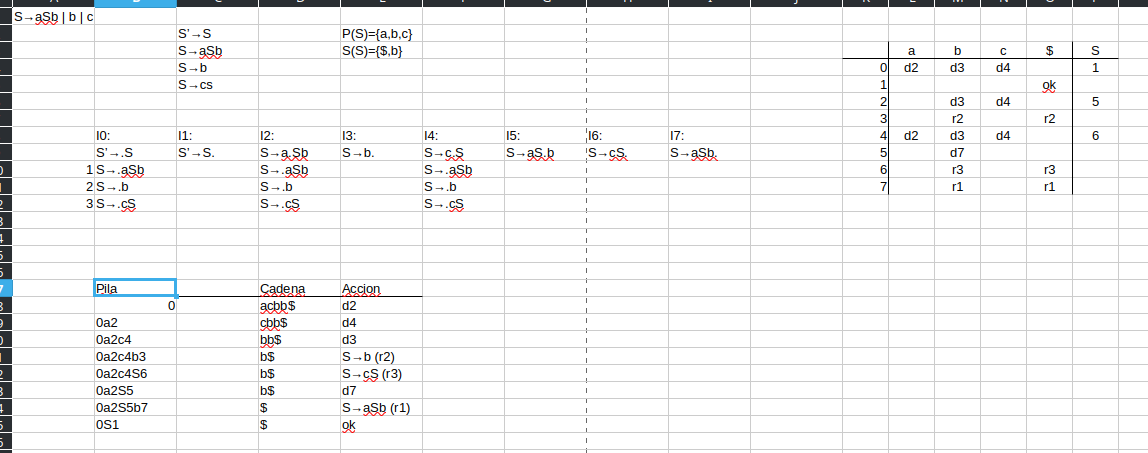 S→aSb | b | c
S'→S P(S)={a,b,c}
S→aSb S(S)={$,b} a b c $ S
S→b 0 d2 d3 d4 1
S→cs 1 ok
2 d3 d4 5
3 r2 r2
I0: I1: I2: I3: I4: I5: I6: I7: 4 d2 d3 d4 6
S'→.S S'→S. S→a.Sb S→b. S→c.S S→aS.b S→cS. S→aSb. 5 d7
1 S→.aSb S→.aSb S→.aSb 6 r3 r3
2 S→.b S→.b S→.b 7 r1 r1
3 S→.cS S→.cS S→.cS
Pila Cadena Accion
0 acbb$ d2
0a2 cbb$ d4
0a2c4 bb$ d3
0a2c4b3 b$ S→b (r2)
0a2c4S6 b$ S→cS (r3)
0a2S5 b$ d7
0a2S5b7 $ S→aSb (r1)
0S1 $ ok